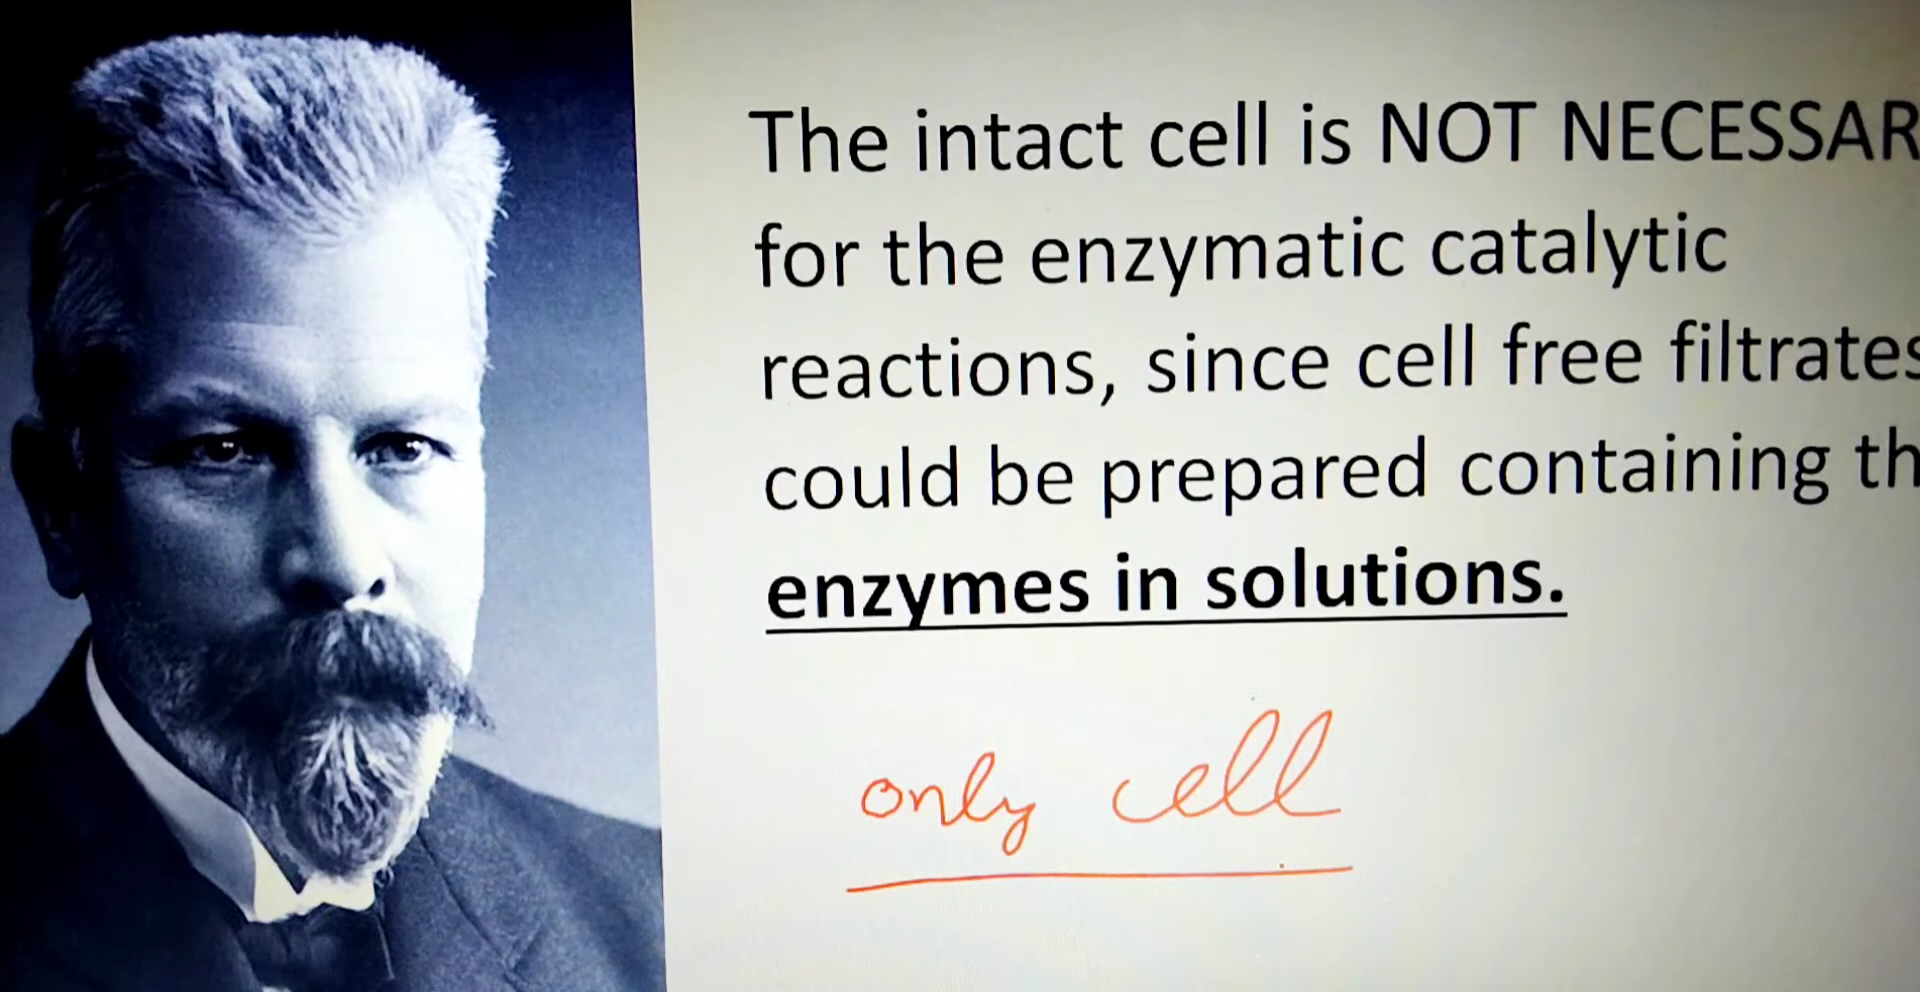 The intact cell is NOT NECESSAR
for the enzymatic catalytic
reactions, since cell free filtrates
could be prepared containing th
enzymes in solutions.
only cell